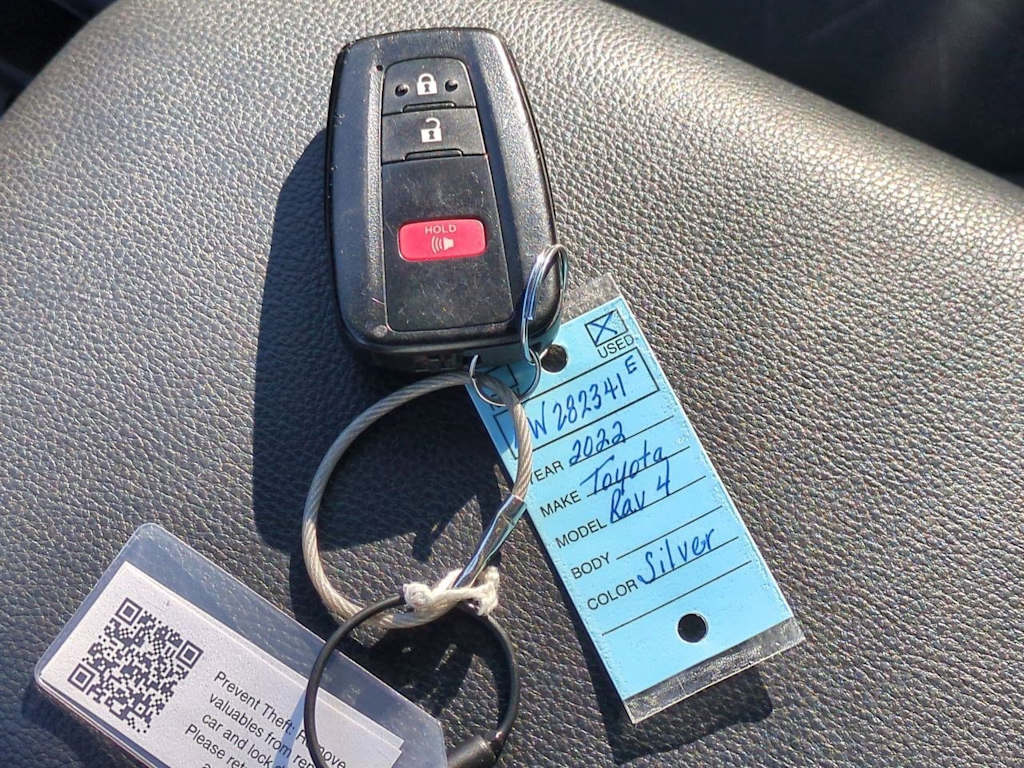 HOLD
USED
W282341E
YEAR 2022
MAKE Toyota
MODEL Rav 4
BODY
COLOR Silver
Prevent Theft: Remove
valuables from
car and lock
Please